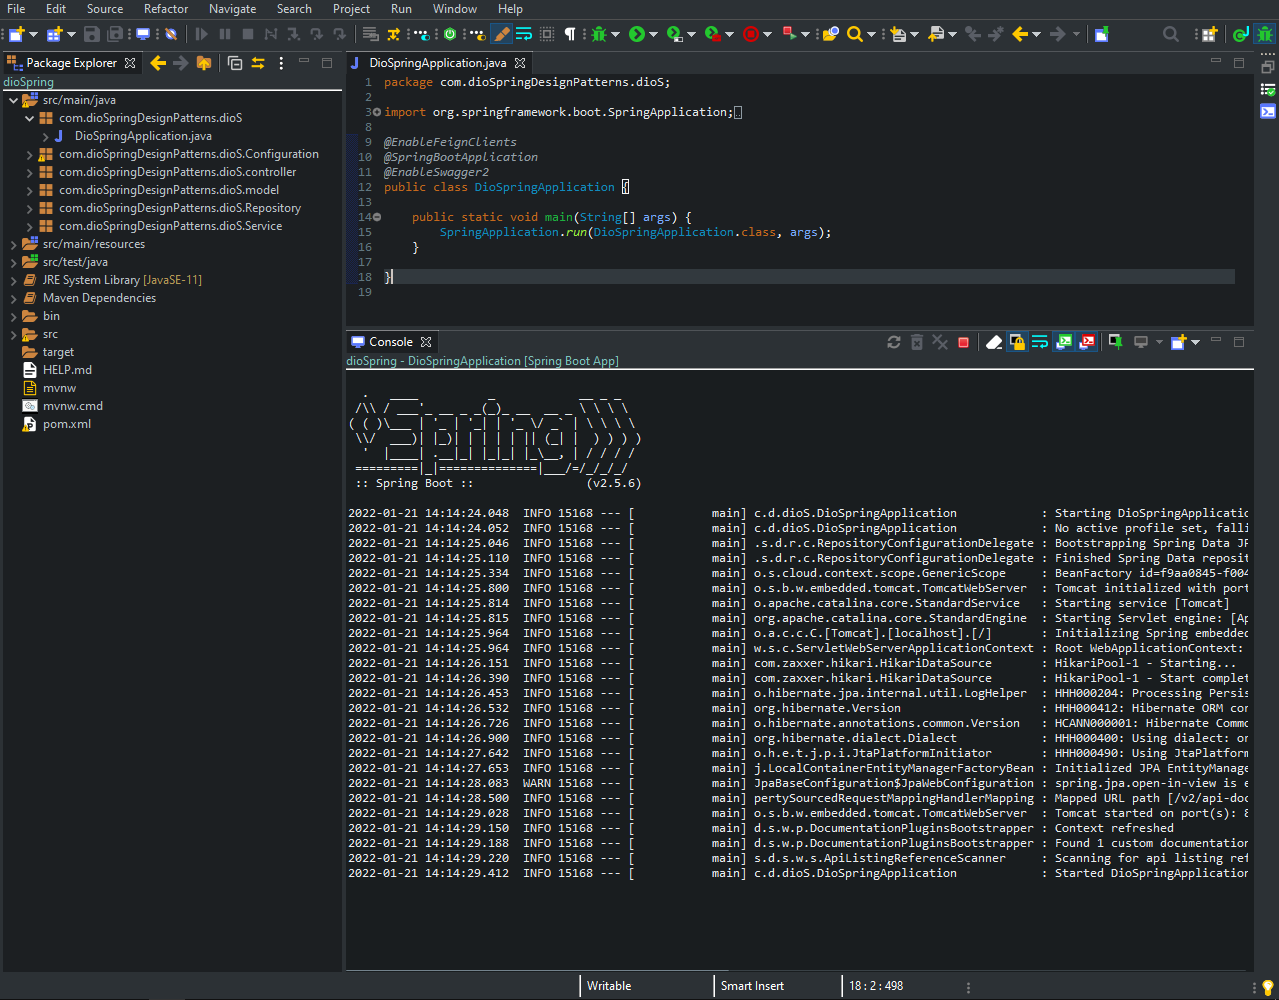 File Edit Source Refactor Navigate Search Project Run Window Help
Package Explorer
dioSpring
src/main/java
com.dioSpringDesignPatterns.dioS
DioSpringApplication.java
com.dioSpringDesignPatterns.dioS.Configuration
com.dioSpringDesignPatterns.dioS.controller
com.dioSpringDesignPatterns.dioS.model
com.dioSpringDesignPatterns.dioS.Repository
com.dioSpringDesignPatterns.dioS.Service
src/main/resources
src/test/java
JRE System Library [JavaSE-11]
Maven Dependencies
bin
src
target
HELP.md
mvnw
mvnw.cmd
pom.xml
DioSpringApplication.java
1 package com.dioSpringDesignPatterns.dioS;
2
3 import org.springframework.boot.SpringApplication;
8
9 @EnableFeignClients
10 @SpringBootApplication
11 @EnableSwagger2
12 public class DioSpringApplication {
13
14 public static void main(String[] args) {
15 SpringApplication.run(DioSpringApplication.class, args);
16 }
17
18 }
19
Console
dioSpring - DioSpringApplication [Spring Boot App]
Spring
:: Spring Boot :: (v2.5.6)
2022-01-21 14:14:24.048 INFO 15168 --- [ main] c.d.dioS.DioSpringApplication : Starting DioSpringApplicatio
2022-01-21 14:14:24.052 INFO 15168 --- [ main] c.d.dioS.DioSpringApplication : No active profile set, falli
2022-01-21 14:14:25.046 INFO 15168 --- [ main] .s.d.r.c.RepositoryConfigurationDelegate : Bootstrapping Spring Data JP
2022-01-21 14:14:25.110 INFO 15168 --- [ main] .s.d.r.c.RepositoryConfigurationDelegate : Finished Spring Data reposit
2022-01-21 14:14:25.334 INFO 15168 --- [ main] o.s.cloud.context.scope.GenericScope : BeanFactory id=f9aa0845-f004
2022-01-21 14:14:25.800 INFO 15168 --- [ main] o.s.b.w.embedded.tomcat.TomcatWebServer : Tomcat initialized with port
2022-01-21 14:14:25.814 INFO 15168 --- [ main] o.apache.catalina.core.StandardService : Starting service [Tomcat]
2022-01-21 14:14:25.815 INFO 15168 --- [ main] org.apache.catalina.core.StandardEngine : Starting Servlet engine: [Ap
2022-01-21 14:14:25.964 INFO 15168 --- [ main] o.a.c.c.C.[Tomcat].[localhost].[/] : Initializing Spring embedded
2022-01-21 14:14:25.964 INFO 15168 --- [ main] w.s.c.ServletWebServerApplicationContext : Root WebApplicationContext:
2022-01-21 14:14:26.151 INFO 15168 --- [ main] com.zaxxer.hikari.HikariDataSource : HikariPool-1 - Starting...
2022-01-21 14:14:26.390 INFO 15168 --- [ main] com.zaxxer.hikari.HikariDataSource : HikariPool-1 - Start complet
2022-01-21 14:14:26.453 INFO 15168 --- [ main] o.hibernate.jpa.internal.util.LogHelper : HHH000204: Processing Persis
2022-01-21 14:14:26.532 INFO 15168 --- [ main] org.hibernate.Version : HHH000412: Hibernate ORM cor
2022-01-21 14:14:26.726 INFO 15168 --- [ main] o.hibernate.annotations.common.Version : HCANN000001: Hibernate Commo
2022-01-21 14:14:26.900 INFO 15168 --- [ main] org.hibernate.dialect.Dialect : HHH000400: Using dialect: or
2022-01-21 14:14:27.642 INFO 15168 --- [ main] o.h.e.t.j.p.i.JtaPlatformInitiator : HHH000490: Using JtaPlatform
2022-01-21 14:14:27.653 INFO 15168 --- [ main] j.LocalContainerEntityManagerFactoryBean : Initialized JPA EntityManage
2022-01-21 14:14:28.083 WARN 15168 --- [ main] JpaBaseConfiguration$JpaWebConfiguration : spring.jpa.open-in-view is e
2022-01-21 14:14:28.500 INFO 15168 --- [ main] pertySourcedRequestMappingHandlerMapping : Mapped URL path [/v2/api-doc
2022-01-21 14:14:29.028 INFO 15168 --- [ main] o.s.b.w.embedded.tomcat.TomcatWebServer : Tomcat started on port(s): 8
2022-01-21 14:14:29.150 INFO 15168 --- [ main] d.s.w.p.DocumentationPluginsBootstrapper : Context refreshed
2022-01-21 14:14:29.188 INFO 15168 --- [ main] d.s.w.p.DocumentationPluginsBootstrapper : Found 1 custom documentation
2022-01-21 14:14:29.220 INFO 15168 --- [ main] s.d.s.w.s.ApiListingReferenceScanner : Scanning for api listing ref
2022-01-21 14:14:29.412 INFO 15168 --- [ main] c.d.dioS.DioSpringApplication : Started DioSpringApplication
Writable Smart Insert 18 : 2 : 498